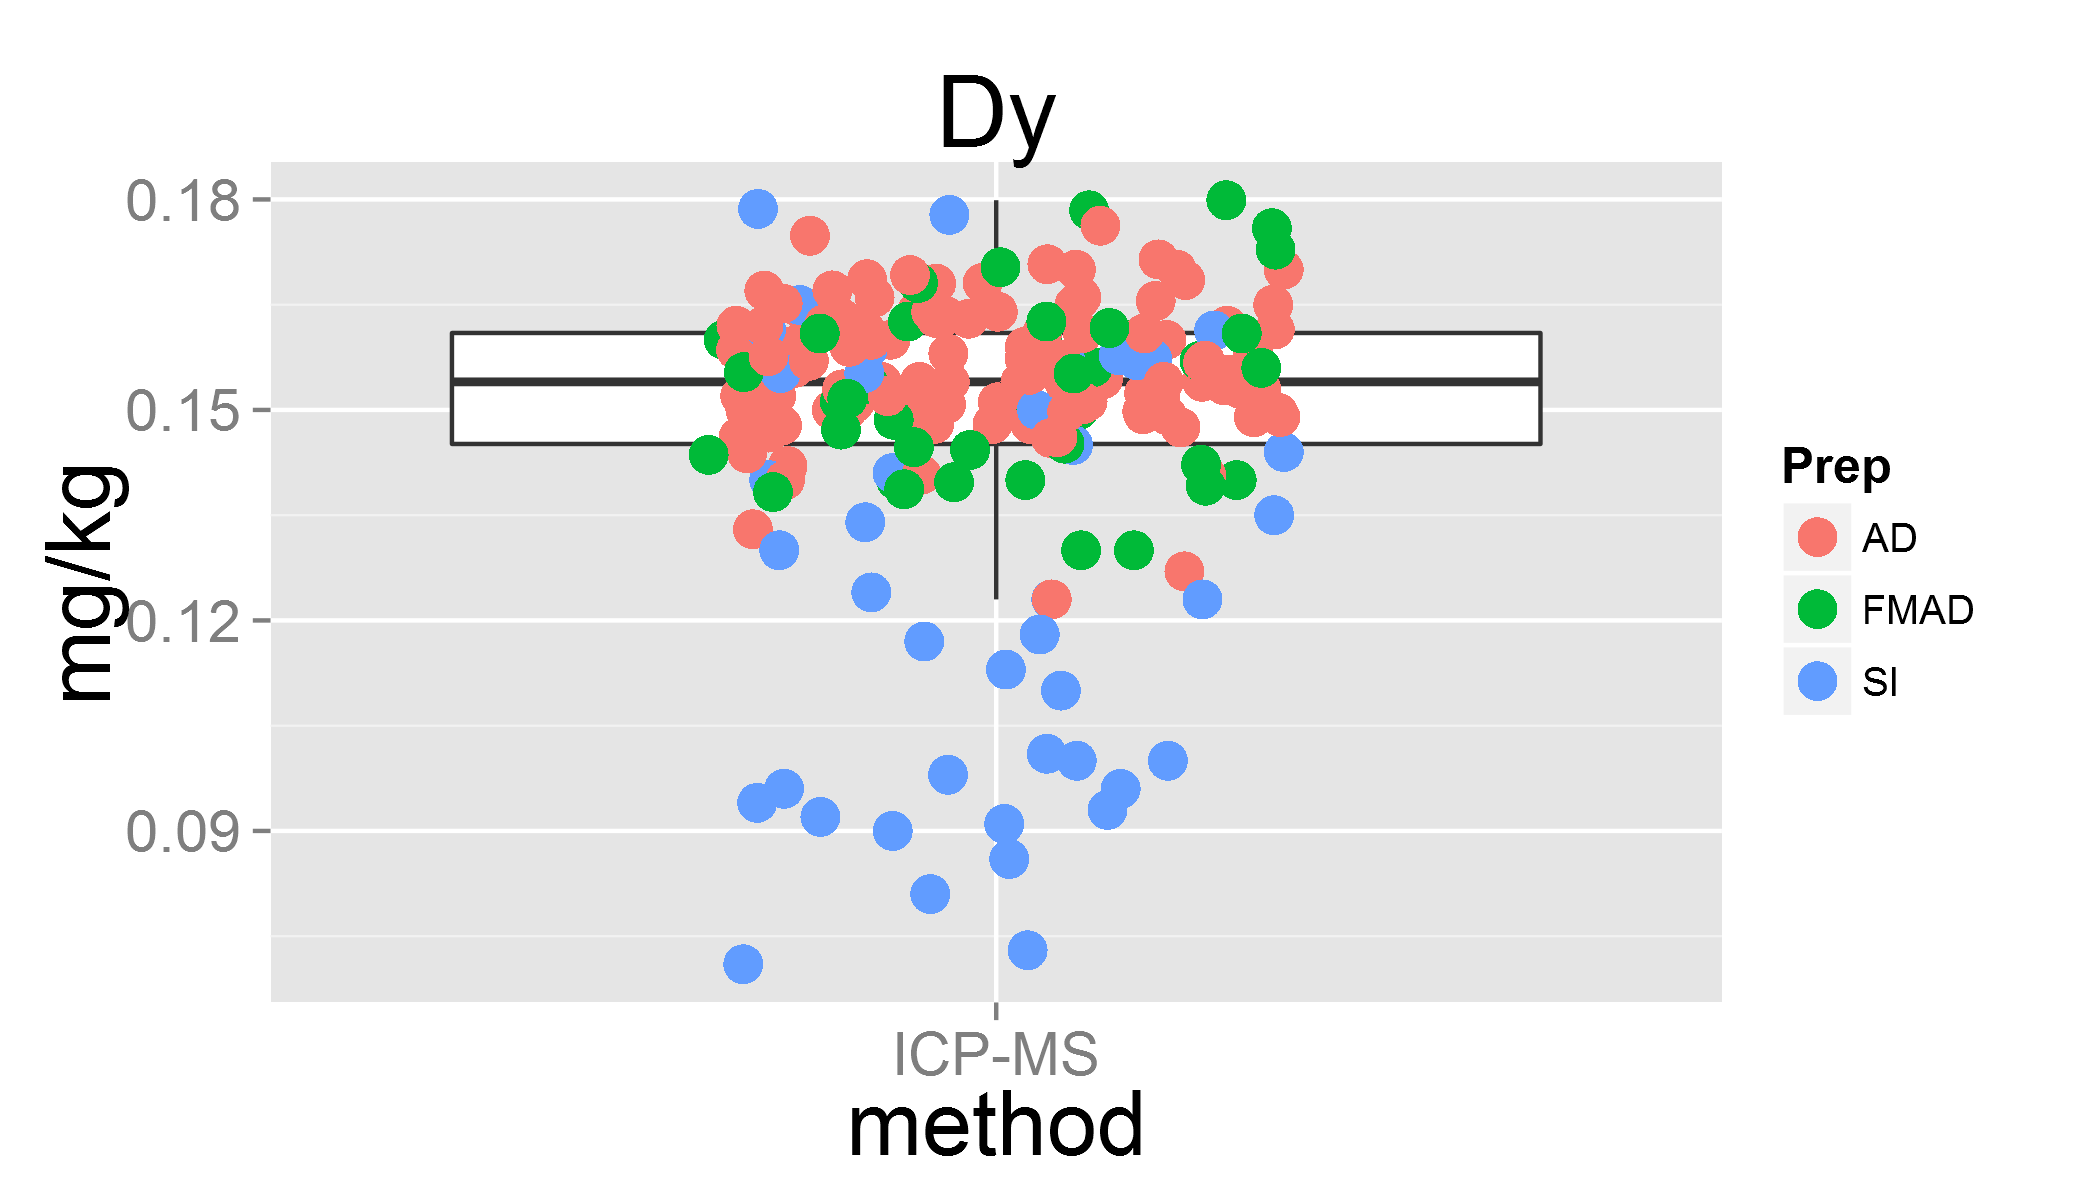 Dy
mg/kg
0.18
0.15
0.12
0.09
ICP-MS
method
Prep
AD
FMAD
SI